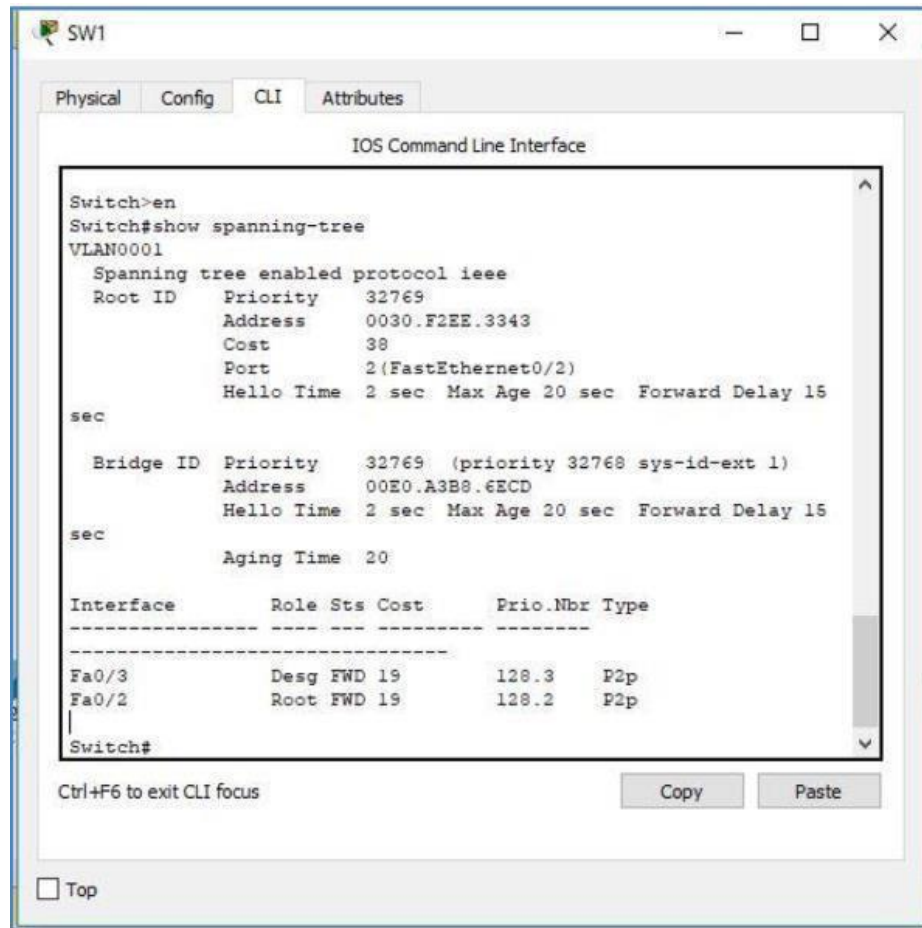 SW1
Physical Config CLI Attributes
IOS Command Line Interface
Switch>en
Switch#show spanning-tree
VLAN0001
  Spanning tree enabled protocol ieee
  Root ID    Priority    32769
             Address     0030.F2EE.3343
             Cost        38
             Port        2(FastEthernet0/2)
             Hello Time  2 sec  Max Age 20 sec  Forward Delay 15
sec

  Bridge ID  Priority    32769  (priority 32768 sys-id-ext 1)
             Address     00E0.A3B8.6ECD
             Hello Time  2 sec  Max Age 20 sec  Forward Delay 15
sec
             Aging Time  20

Interface        Role Sts Cost      Prio.Nbr Type
---------------- ---- --- --------- --------
--------------------------------
Fa0/3            Desg FWD 19        128.3    P2p
Fa0/2            Root FWD 19        128.2    P2p

Switch#
Ctrl+F6 to exit CLI focus Copy Paste
Top